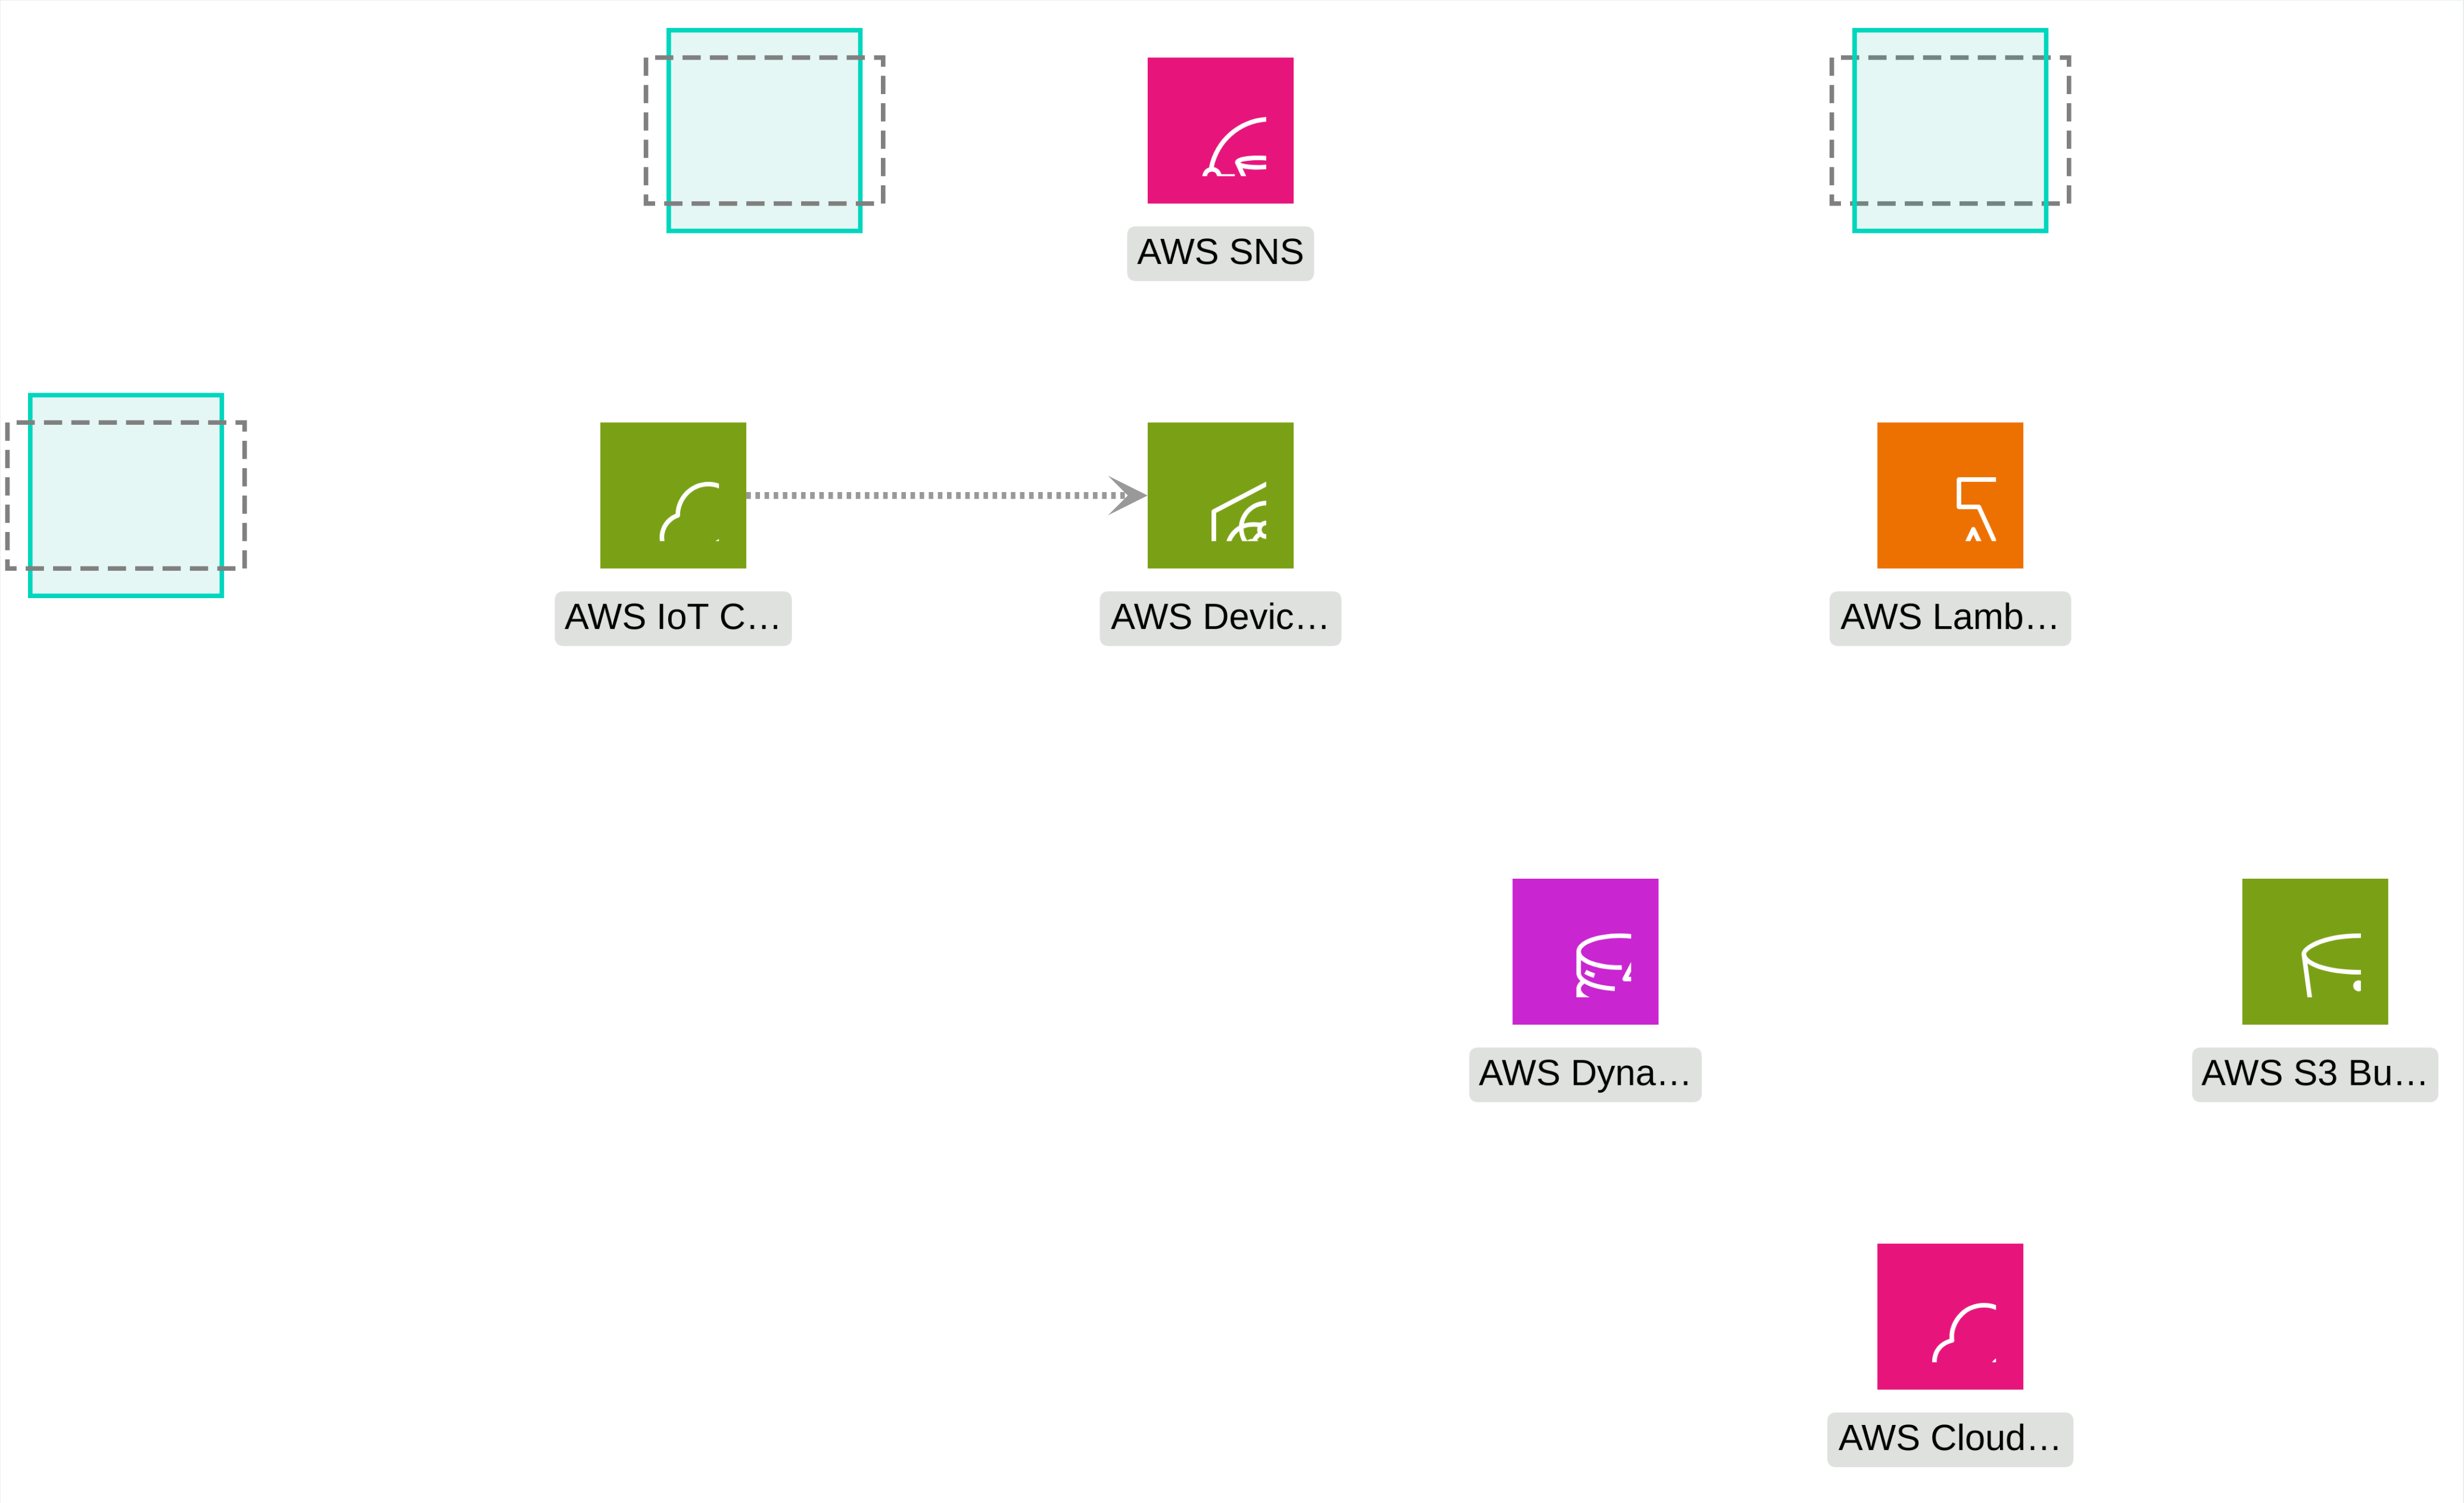 AWS SNS
AWS IoT C...
AWS Devic...
AWS Lamb...
AWS Dyna...
AWS S3 Bu...
AWS Cloud...